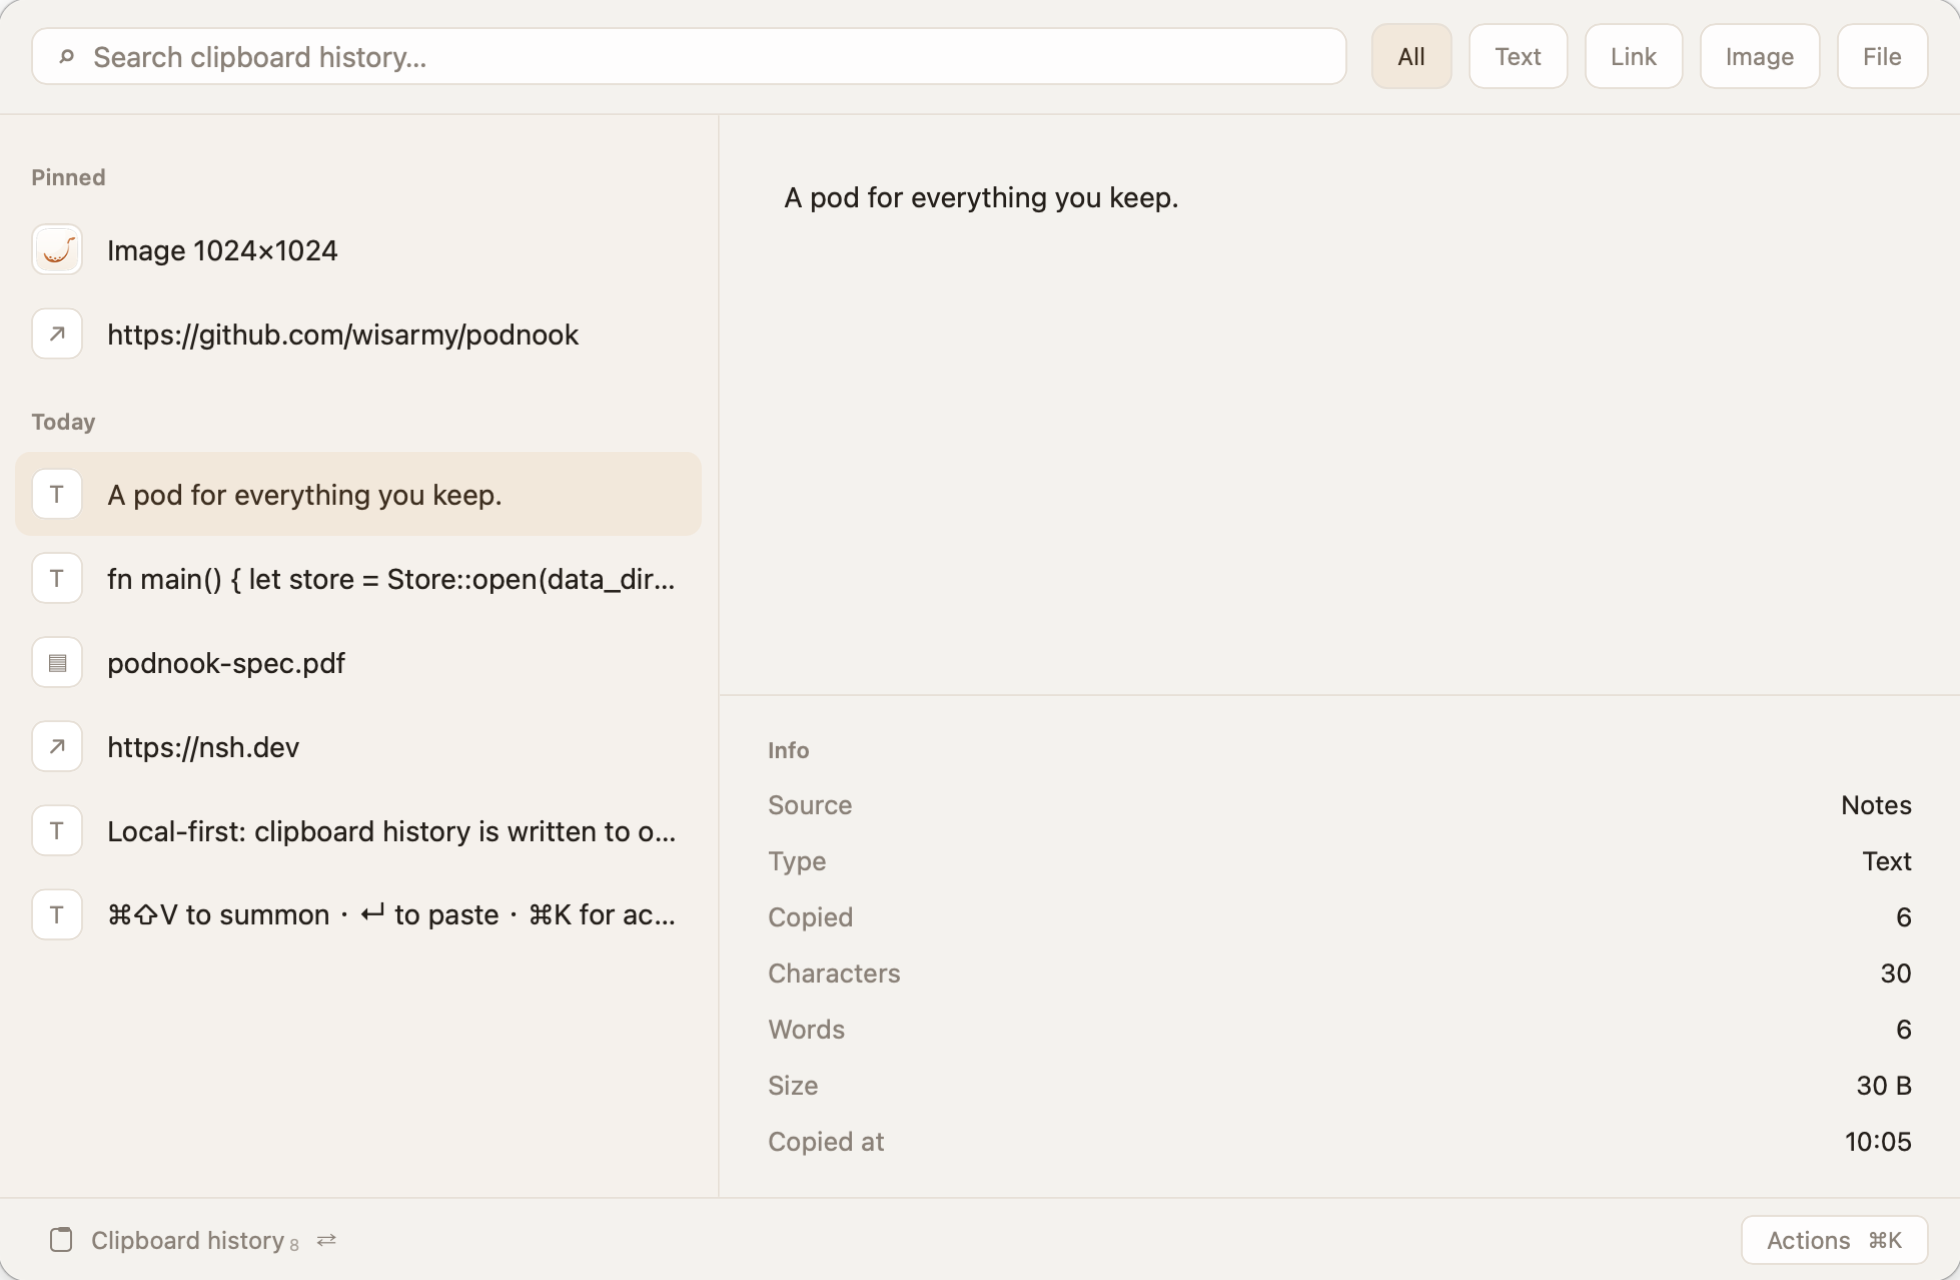 Search clipboard history...
All
Text
Link
Image
File
Pinned
Image 1024×1024
https://github.com/wisarmy/podnook
Today
T A pod for everything you keep.
T fn main() { let store = Store::open(data_dir...
podnook-spec.pdf
https://nsh.dev
T Local-first: clipboard history is written to o...
T ⌘⇧V to summon · ↵ to paste · ⌘K for ac...
A pod for everything you keep.
Info
Source Notes
Type Text
Copied 6
Characters 30
Words 6
Size 30 B
Copied at 10:05
Clipboard history 8 ⇄
Actions ⌘K